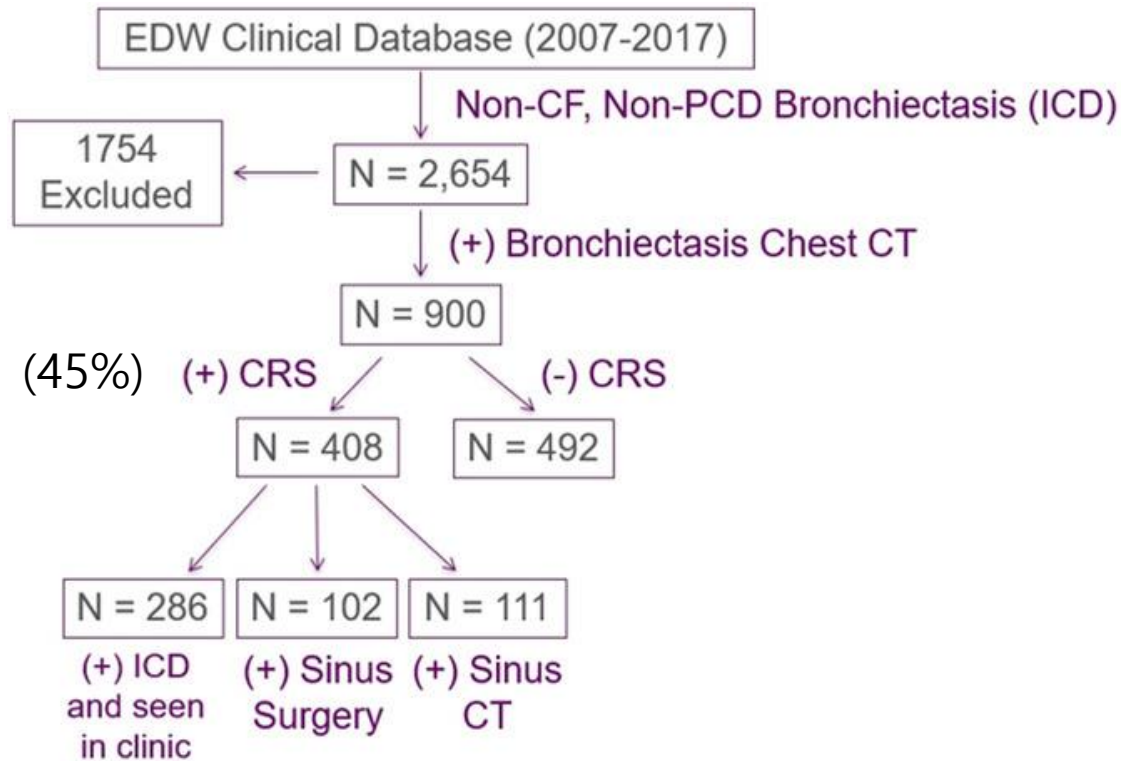 EDW Clinical Database (2007-2017)
Non-CF, Non-PCD Bronchiectasis (ICD)
1754
Excluded
N = 2,654
(+) Bronchiectasis Chest CT
N = 900
(45%)
(+) CRS
(-) CRS
N = 408
N = 492
N = 286
N = 102
N = 111
(+) ICD
and seen
in clinic
(+) Sinus
Surgery
(+) Sinus
CT